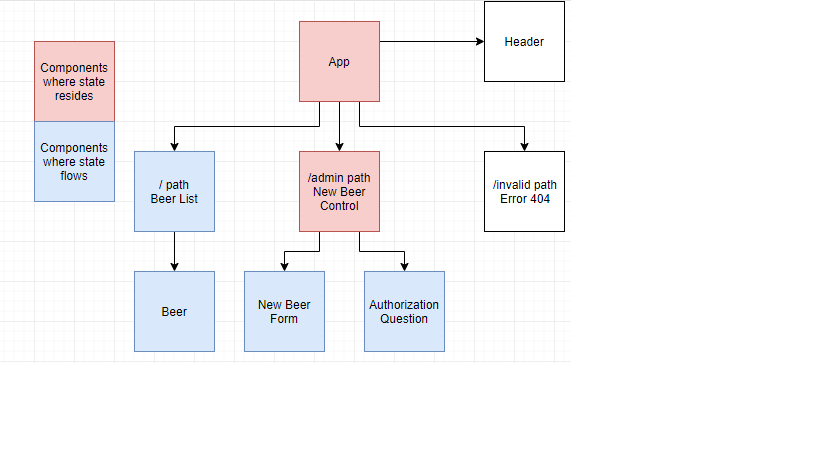 Components
where state
resides
Components
where state
flows
App
Header
/ path
Beer List
/admin path
New Beer
Control
/invalid path
Error 404
Beer
New Beer
Form
Authorization
Question